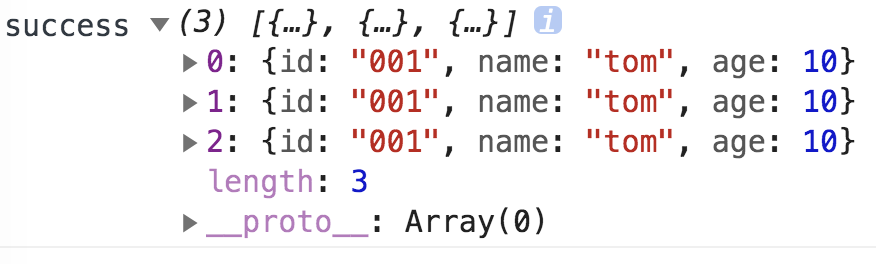 success ▼(3) [{…}, {…}, {…}] i
▶0: {id: "001", name: "tom", age: 10}
▶1: {id: "001", name: "tom", age: 10}
▶2: {id: "001", name: "tom", age: 10}
length: 3
▶__proto__: Array(0)